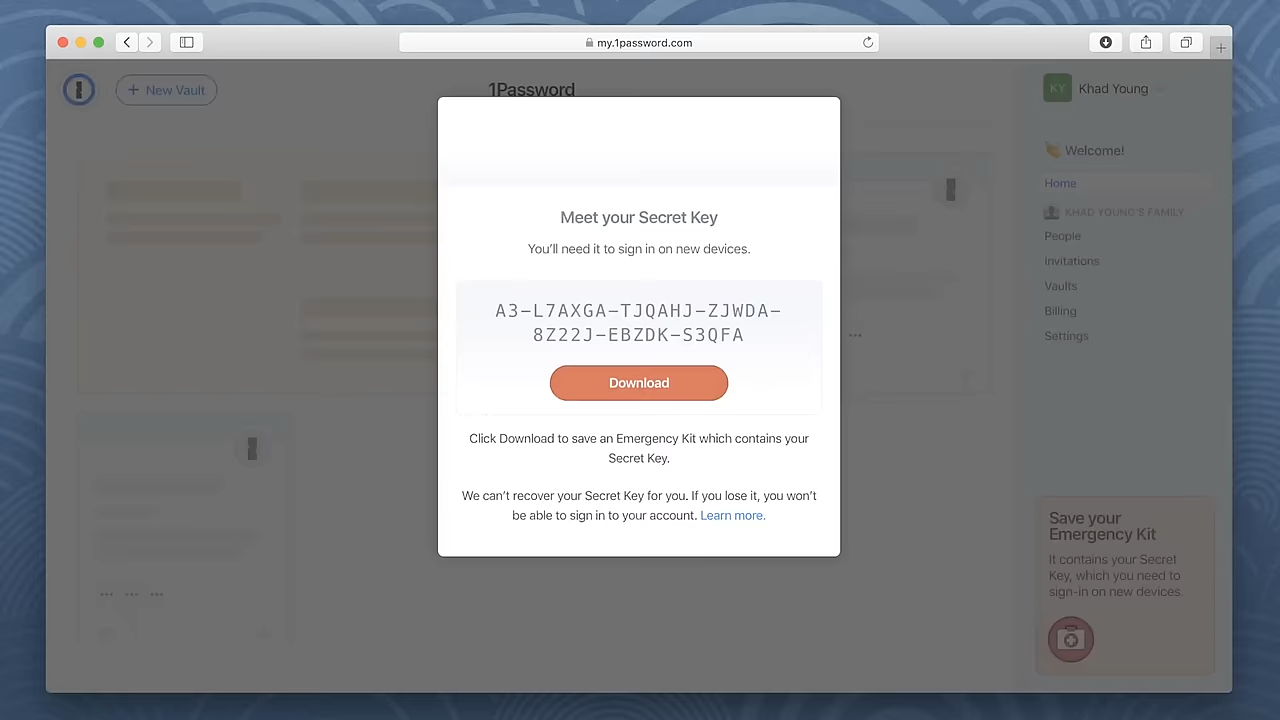 my.1password.com
New Vault
1Password
KY Khad Young
👋 Welcome!
Home
KHAD YOUNG'S FAMILY
People
Invitations
Vaults
Billing
Settings
Meet your Secret Key
You’ll need it to sign in on new devices.
A3-L7AXGA-TJQAHJ-ZJWDA-
8Z22J-EBZDK-S3QFA
Download
Click Download to save an Emergency Kit which contains your
Secret Key.
We can’t recover your Secret Key for you. If you lose it, you won’t
be able to sign in to your account. Learn more.
Save your
Emergency Kit
It contains your Secret
Key, which you need to
sign-in on new devices.